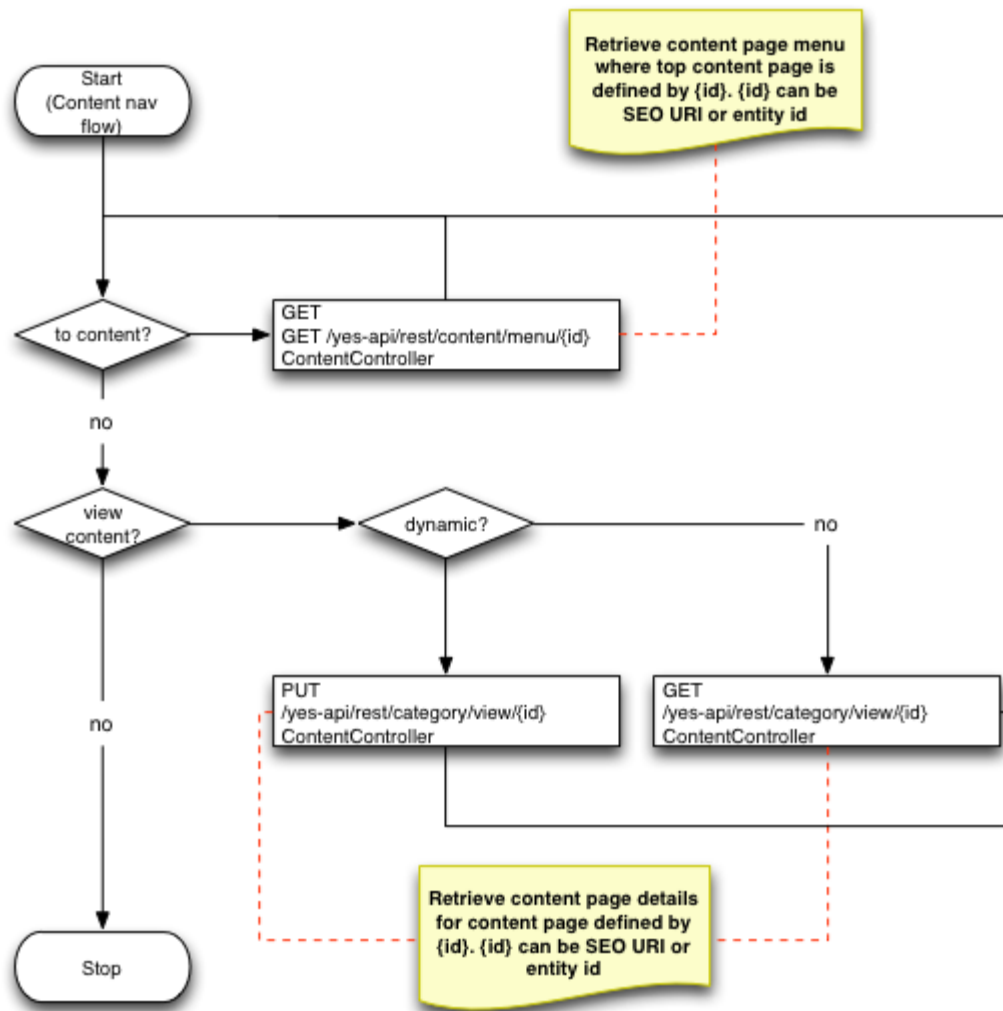 Retrieve content page menu
where top content page is
defined by {id}. {id} can be
SEO URI or entity id
Start
(Content nav
flow)
to content?
GET
GET /yes-api/rest/content/menu/{id}
ContentController
no
view
content?
dynamic?
no
PUT
/yes-api/rest/category/view/{id}
ContentController
GET
/yes-api/rest/category/view/{id}
ContentController
no
Retrieve content page details
for content page defined by
{id}. {id} can be SEO URI or
entity id
Stop